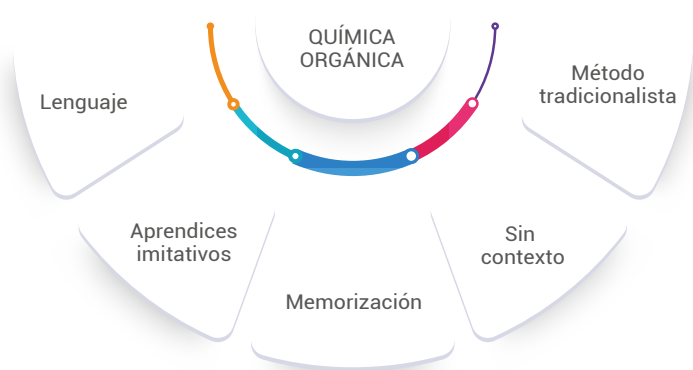 QUÍMICA
ORGÁNICA
Lenguaje
Aprendices
imitativos
Memorización
Sin
contexto
Método
tradicionalista